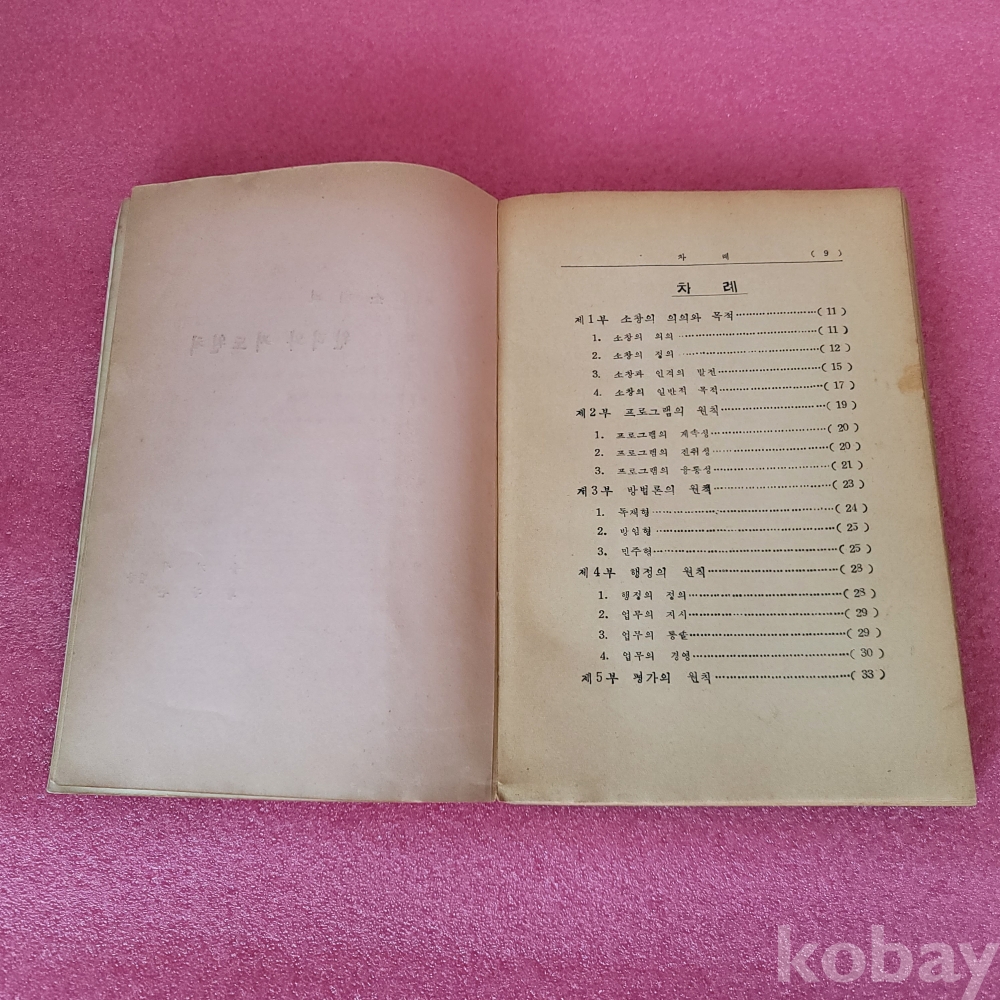 차 례 ( 9 )
차 례
제1부 소창의 의의와 목적 ( 11 )
1. 소창의 의의 ( 11 )
2. 소창의 정의 ( 12 )
3. 소창과 인격의 발전 ( 15 )
4. 소창의 일반적 목적 ( 17 )
제2부 프로그램의 원칙 ( 19 )
1. 프로그램의 계속성 ( 20 )
2. 프로그램의 진취성 ( 20 )
3. 프로그램의 융통성 ( 21 )
제3부 방법론의 원칙 ( 23 )
1. 독재형 ( 24 )
2. 방임형 ( 25 )
3. 민주형 ( 25 )
제4부 행정의 원칙 ( 28 )
1. 행정의 정의 ( 28 )
2. 업무의 지시 ( 29 )
3. 업무의 통솔 ( 29 )
4. 업무의 경영 ( 30 )
제5부 평가의 원칙 ( 33 )
kobay